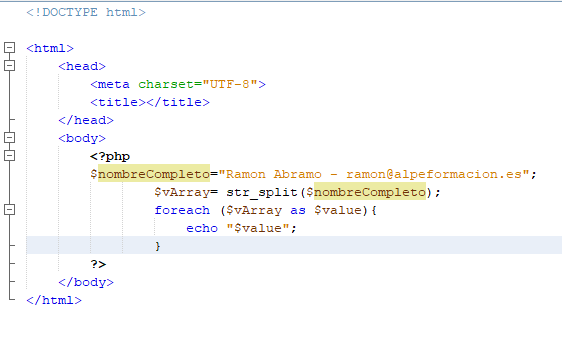 <!DOCTYPE html>
<html>
<head>
<meta charset="UTF-8">
<title></title>
</head>
<body>
<?php
$nombreCompleto="Ramon Abramo - ramon@alpeformacion.es";
$vArray= str_split($nombreCompleto);
foreach ($vArray as $value){
echo "$value";
}
?>
</body>
</html>